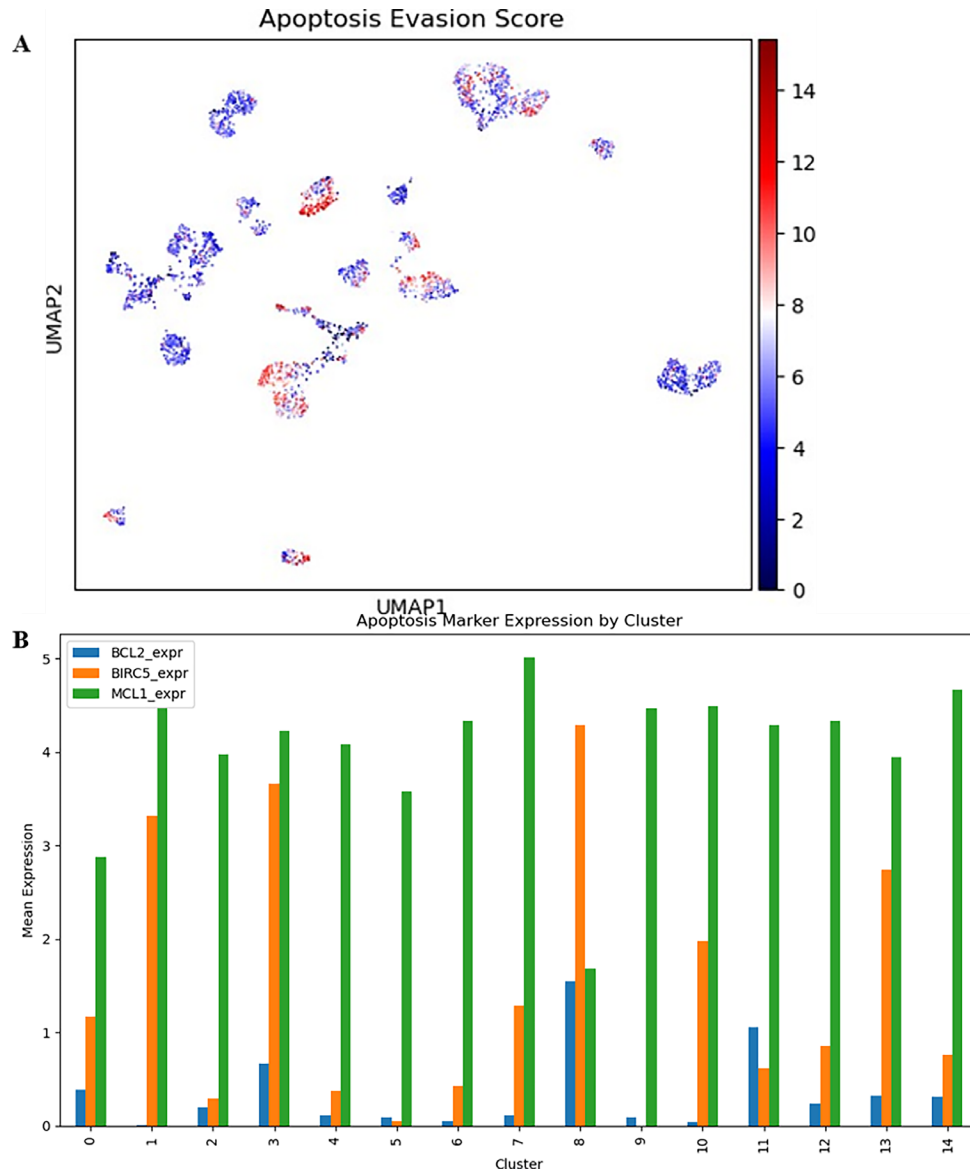 A
Apoptosis Evasion Score
UMAP2
14
12
10
8
6
4
2
0
UMAP1
B
Apoptosis Marker Expression by Cluster
BCL2_expr
BIRC5_expr
MCL1_expr
Mean Expression
5
4
3
2
1
0
0 1 2 3 4 5 6 7 8 9 10 11 12 13 14
Cluster